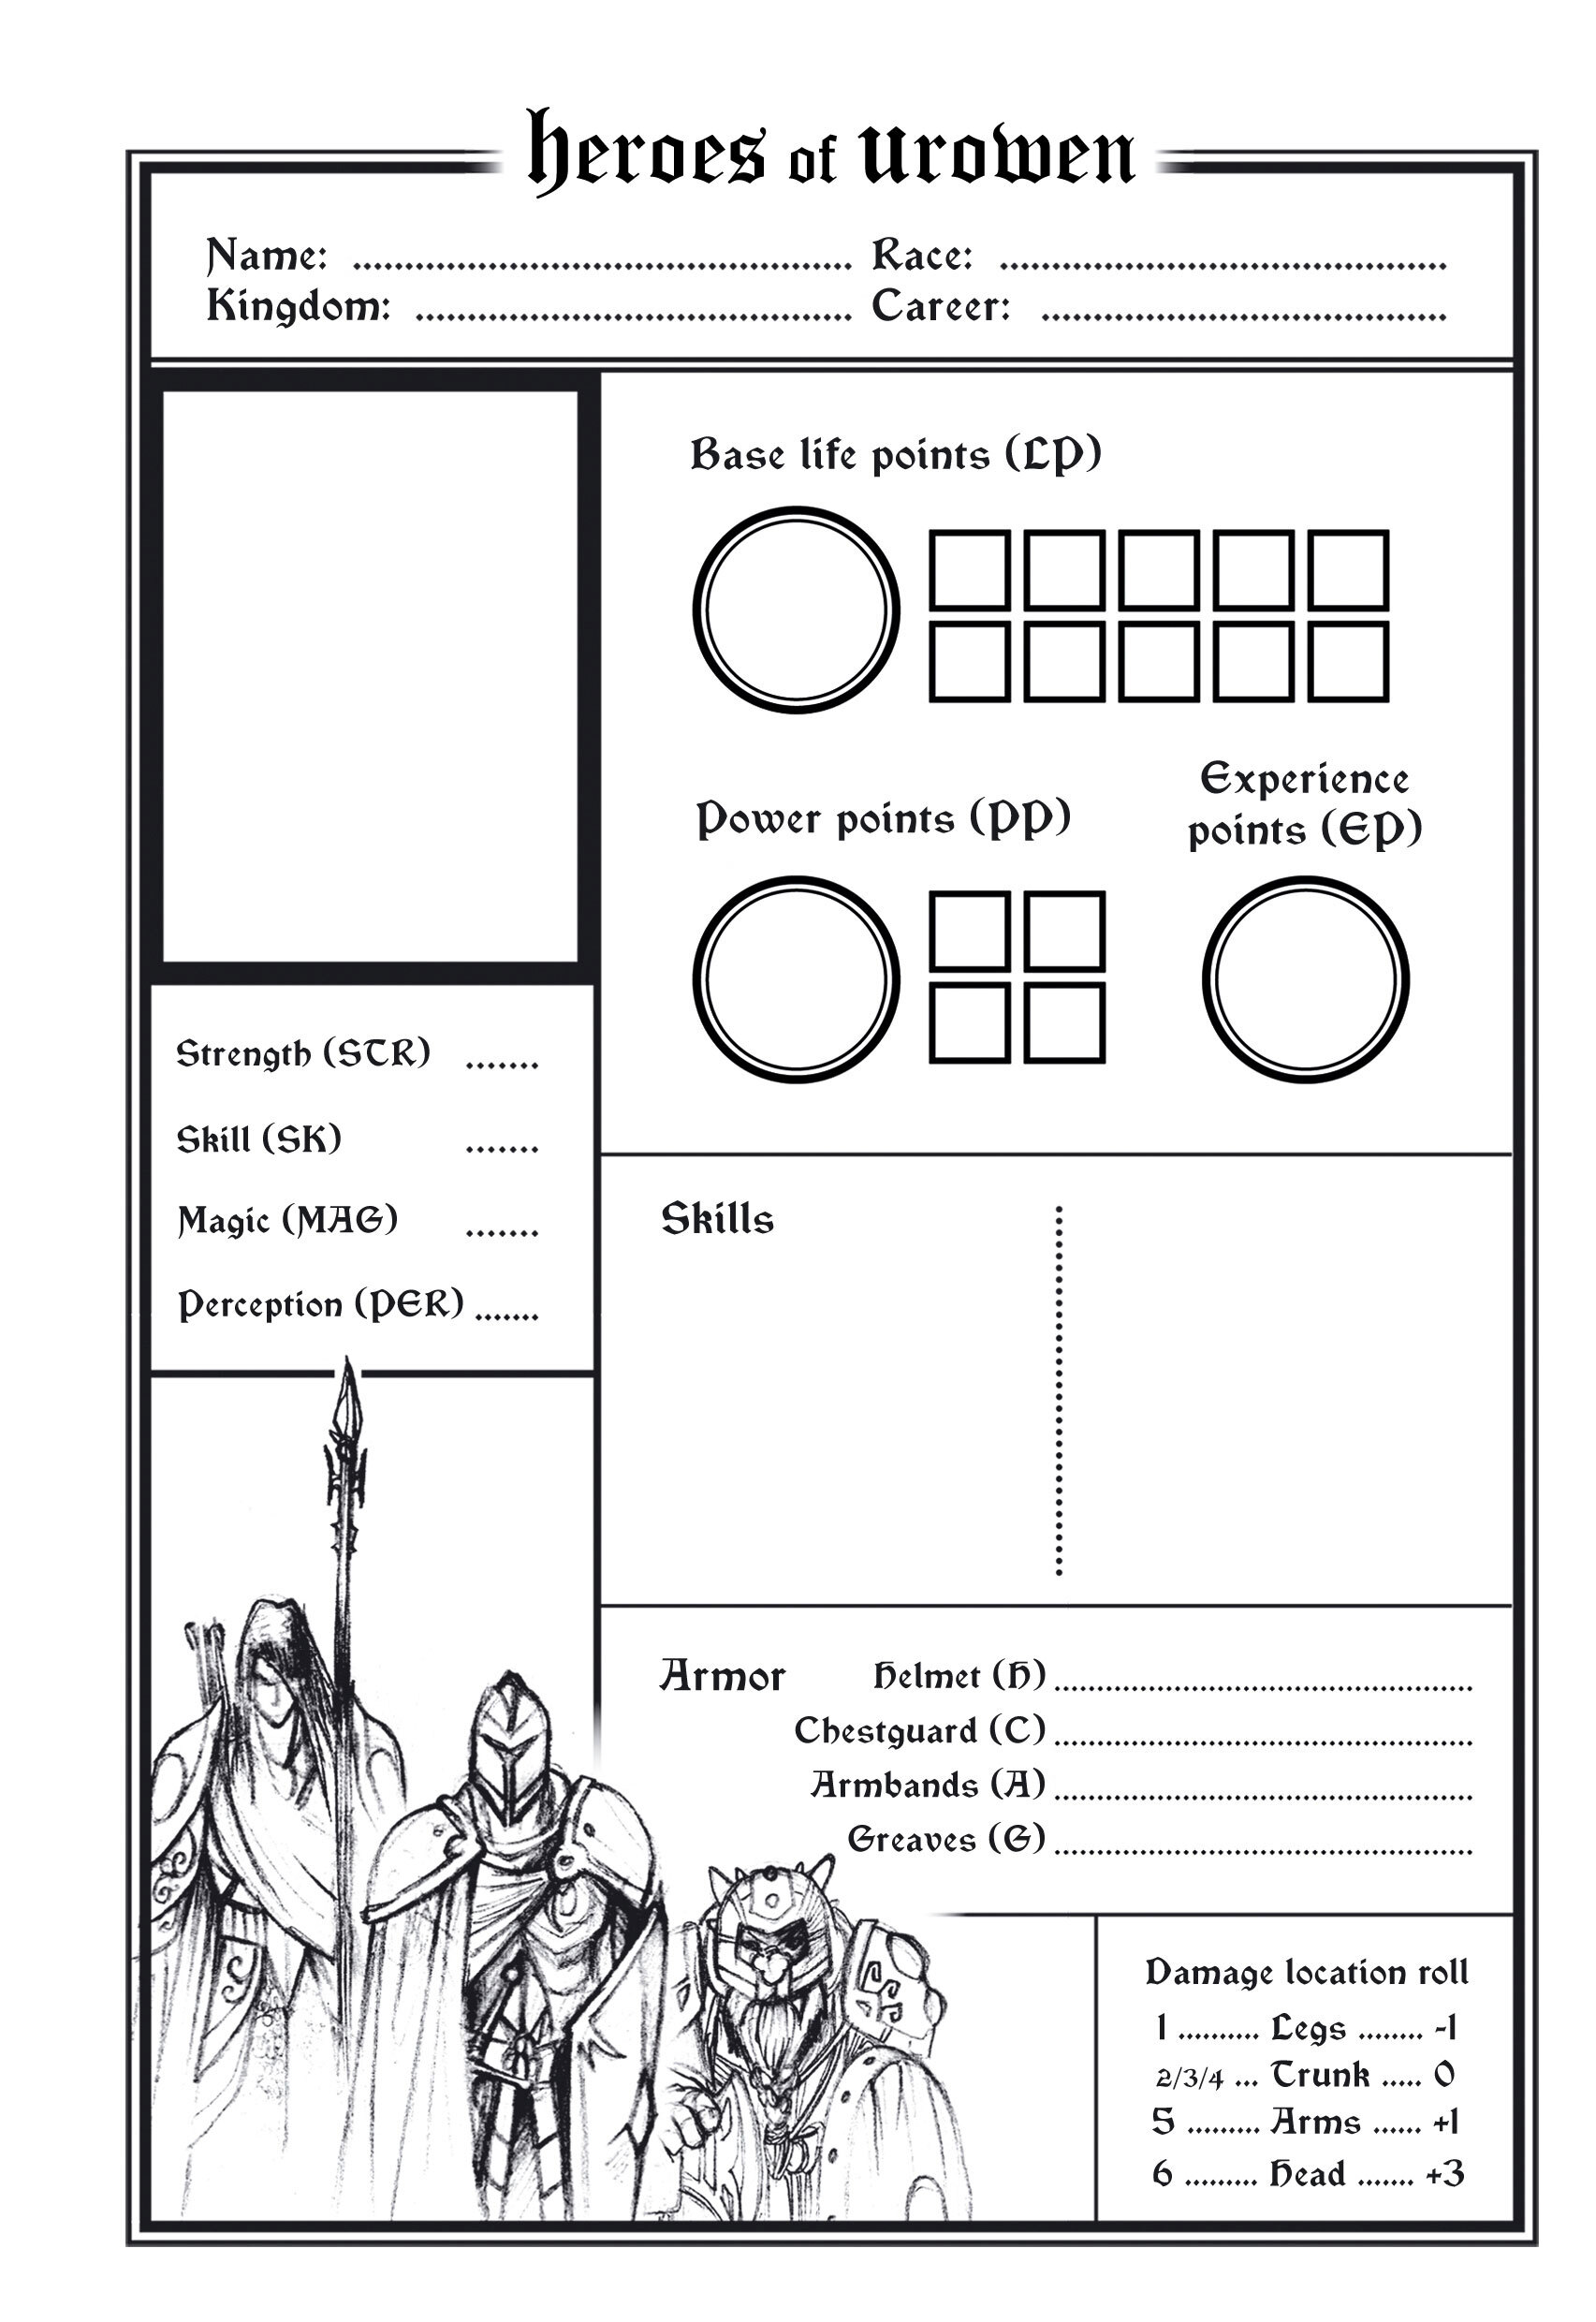 heroes of urowen
Name: ........................ Race: ........................
Kingdom: ........................ Career: ........................
Base life points (LP)
Power points (PP)
Experience
points (EP)
Strength (STR) .......
Skill (SK) .......
Magic (MAG) .......
Perception (PER) .......
Skills
Armor Helmet (H) ........................
Chestguard (C) ........................
Armbands (A) ........................
Greaves (G) ........................
Damage location roll
1 .......... Legs ........ -1
2/3/4 ... Trunk ..... 0
5 ......... Arms ...... +1
6 ......... Head ....... +3